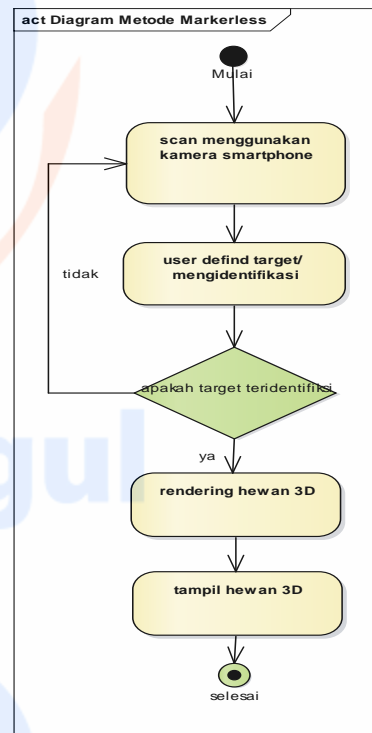 act Diagram Metode Markerless
Mulai
scan menggunakan
kamera smartphone
user defind target/
mengidentifikasi
tidak
apakah target teridentifiksi
ya
rendering hewan 3D
tampil hewan 3D
selesai
gul